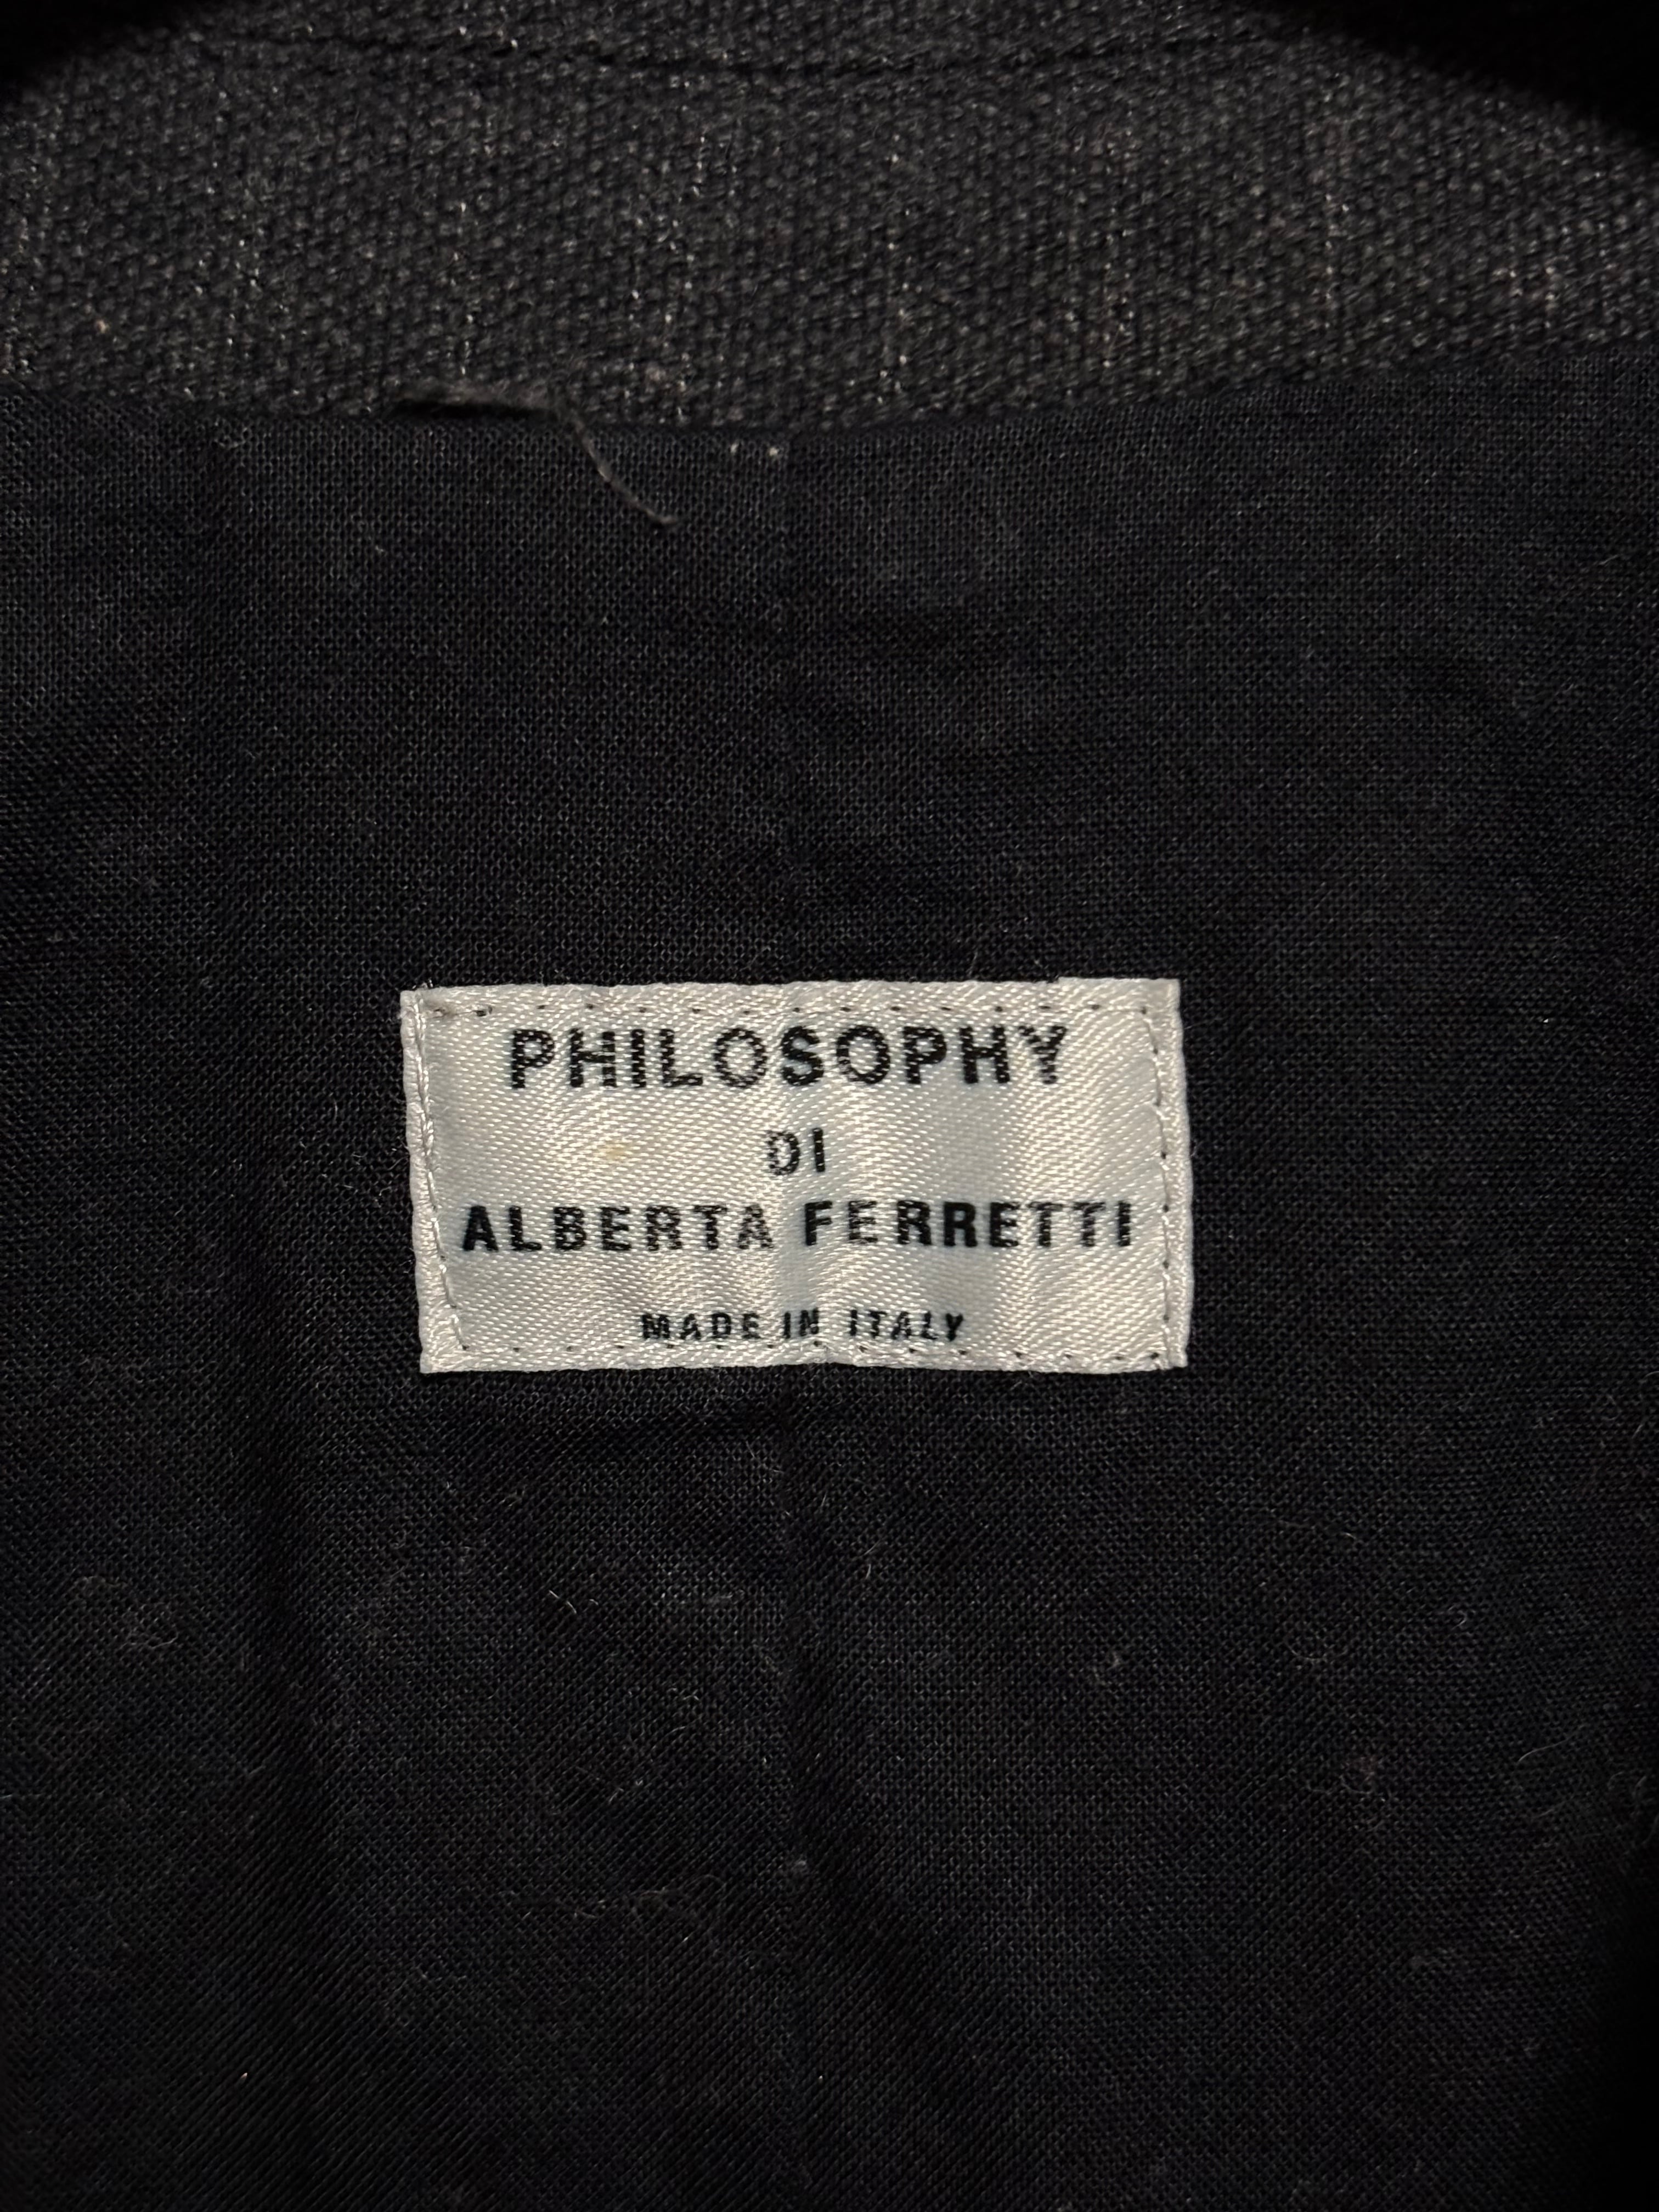 PHILOSOPHY
DI
ALBERTA FERRETTI
MADE IN ITALY